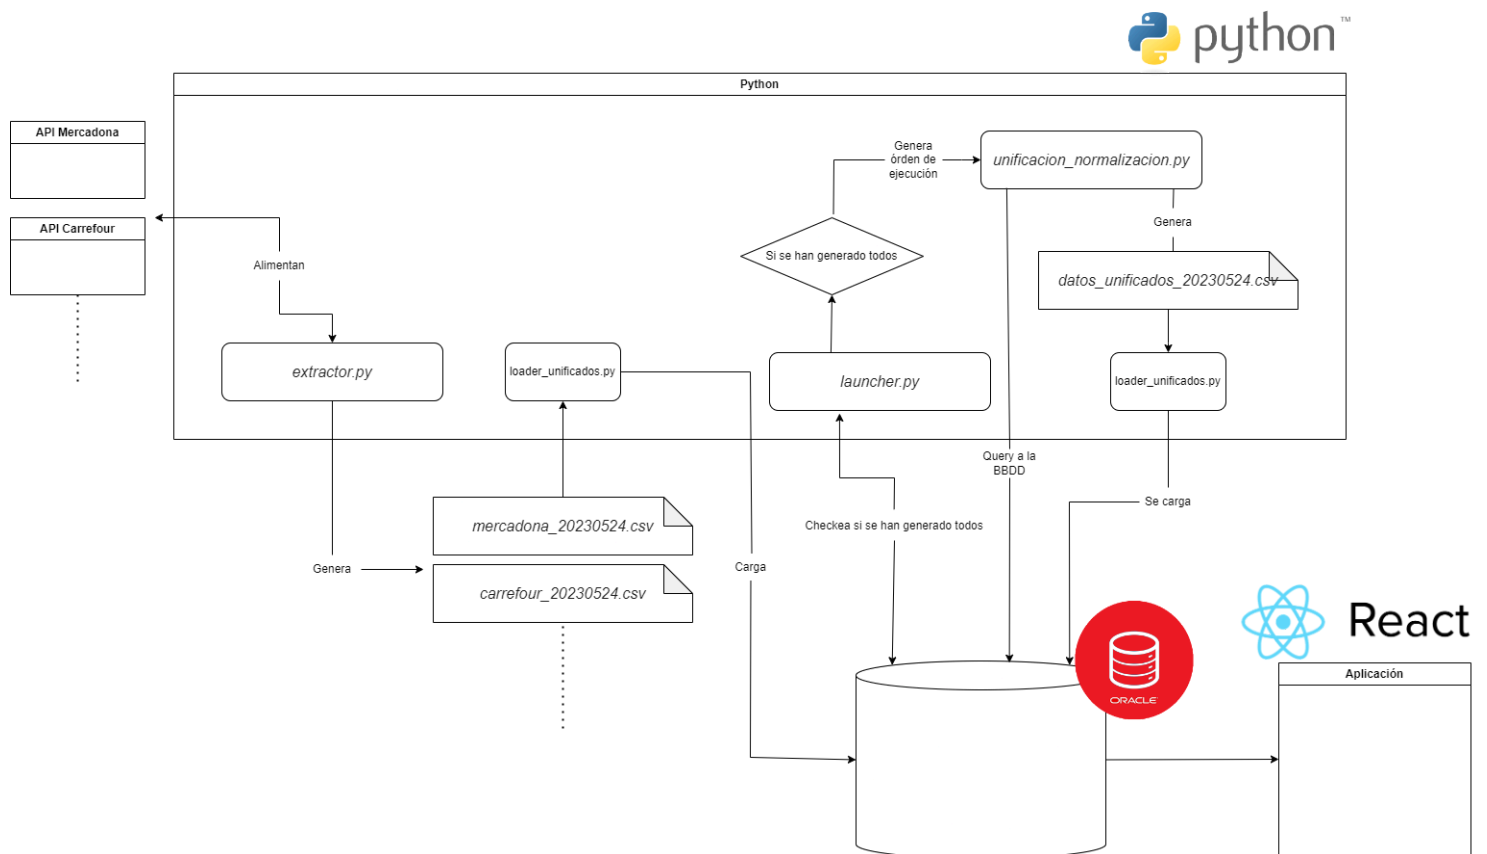 python™
Python
API Mercadona
API Carrefour
Alimentan
extractor.py
Genera
loader_unificados.py
mercadona_20230524.csv
carrefour_20230524.csv
Carga
Genera
órden de
ejecución
unificacion_normalizacion.py
Si se han generado todos
launcher.py
Checkea si se han generado todos
Query a la
BBDD
Genera
datos_unificados_20230524.csv
loader_unificados.py
Se carga
ORACLE
React
Aplicación